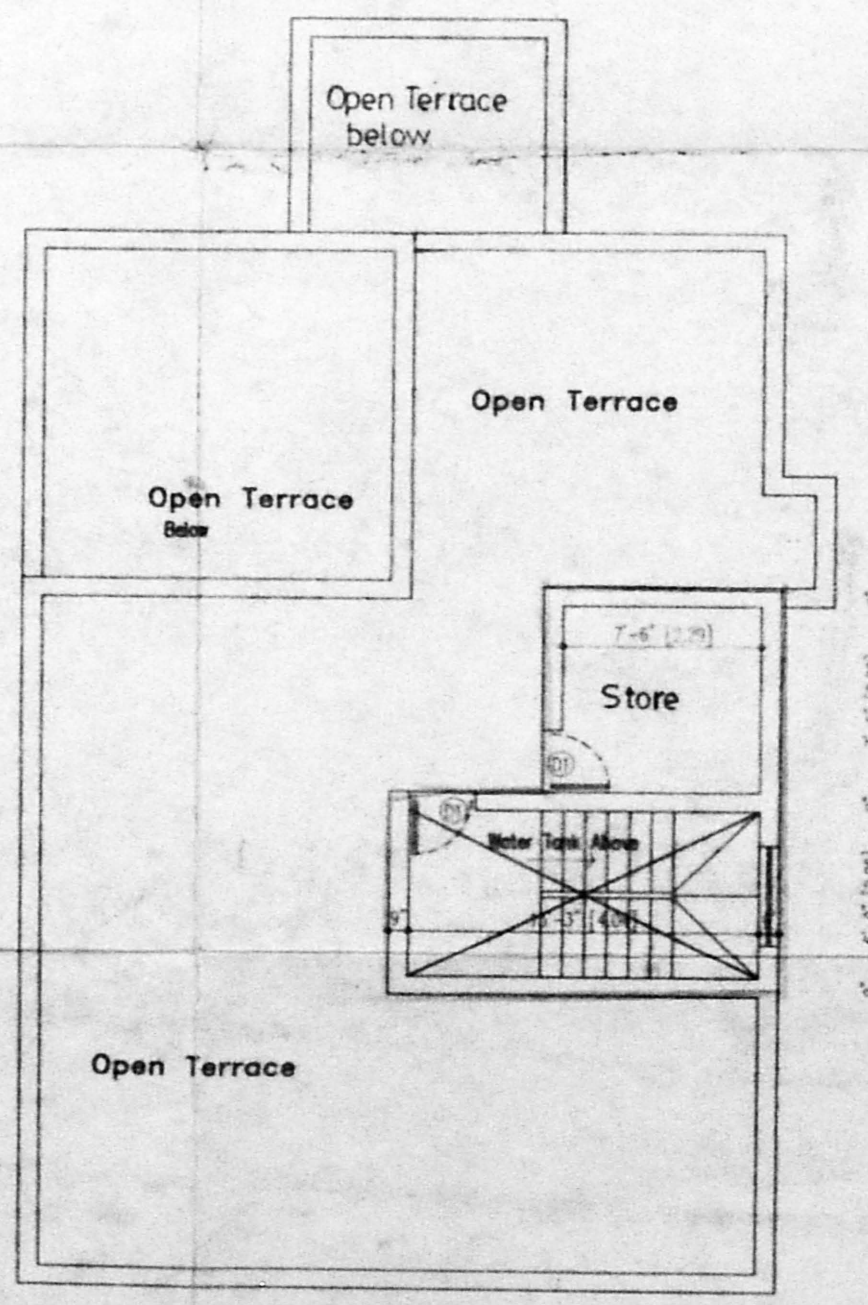 Open Terrace
below
Open Terrace
Open Terrace
Below
7'-6" [2.29]
Store
D1
D1
Water Tank Above
9"
Open Terrace